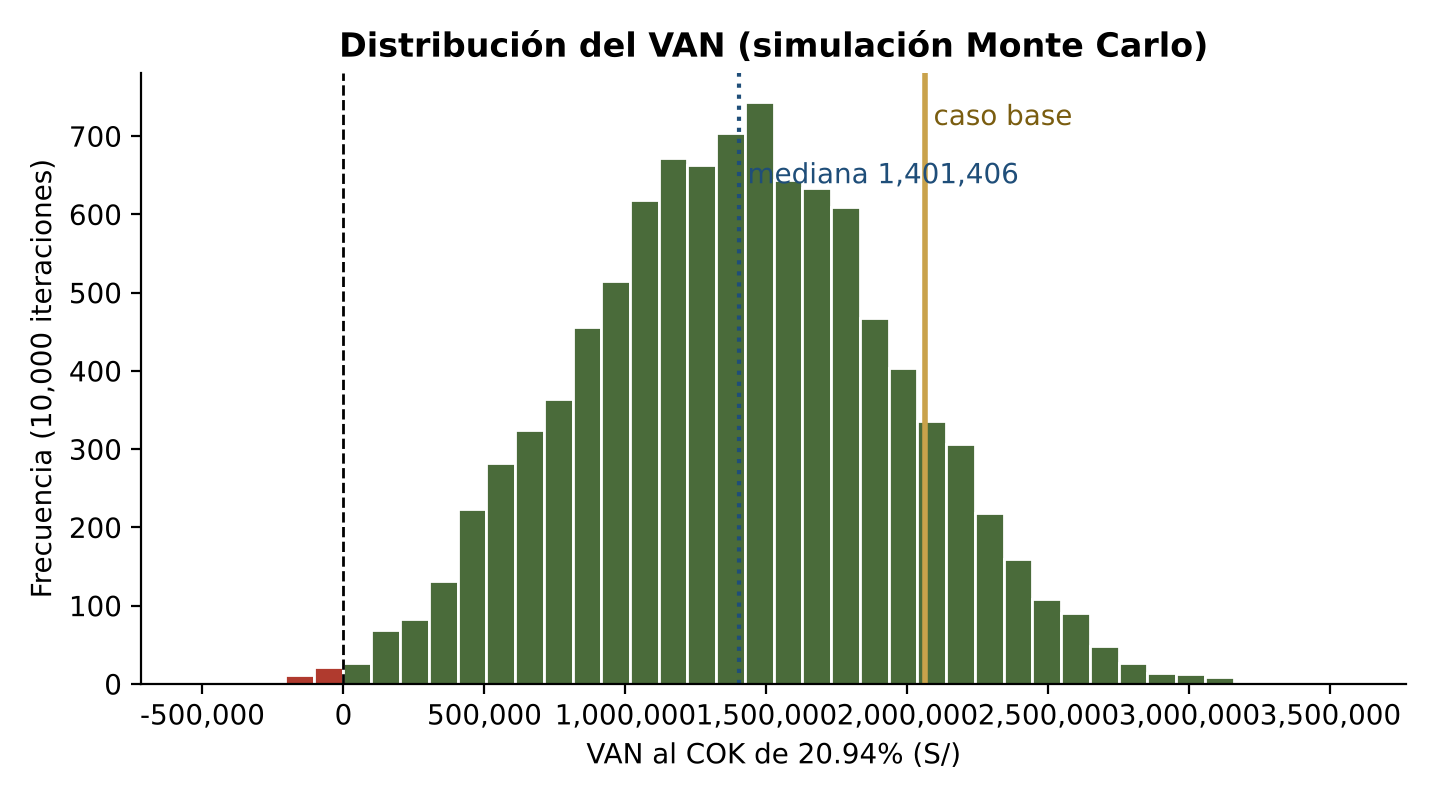 Distribución del VAN (simulación Monte Carlo)
caso base
mediana 1,401,406
Frecuencia (10,000 iteraciones)
700
600
500
400
300
200
100
0
-500,000 0 500,000 1,000,000 1,500,000 2,000,000 2,500,000 3,000,000 3,500,000
VAN al COK de 20.94% (S/)